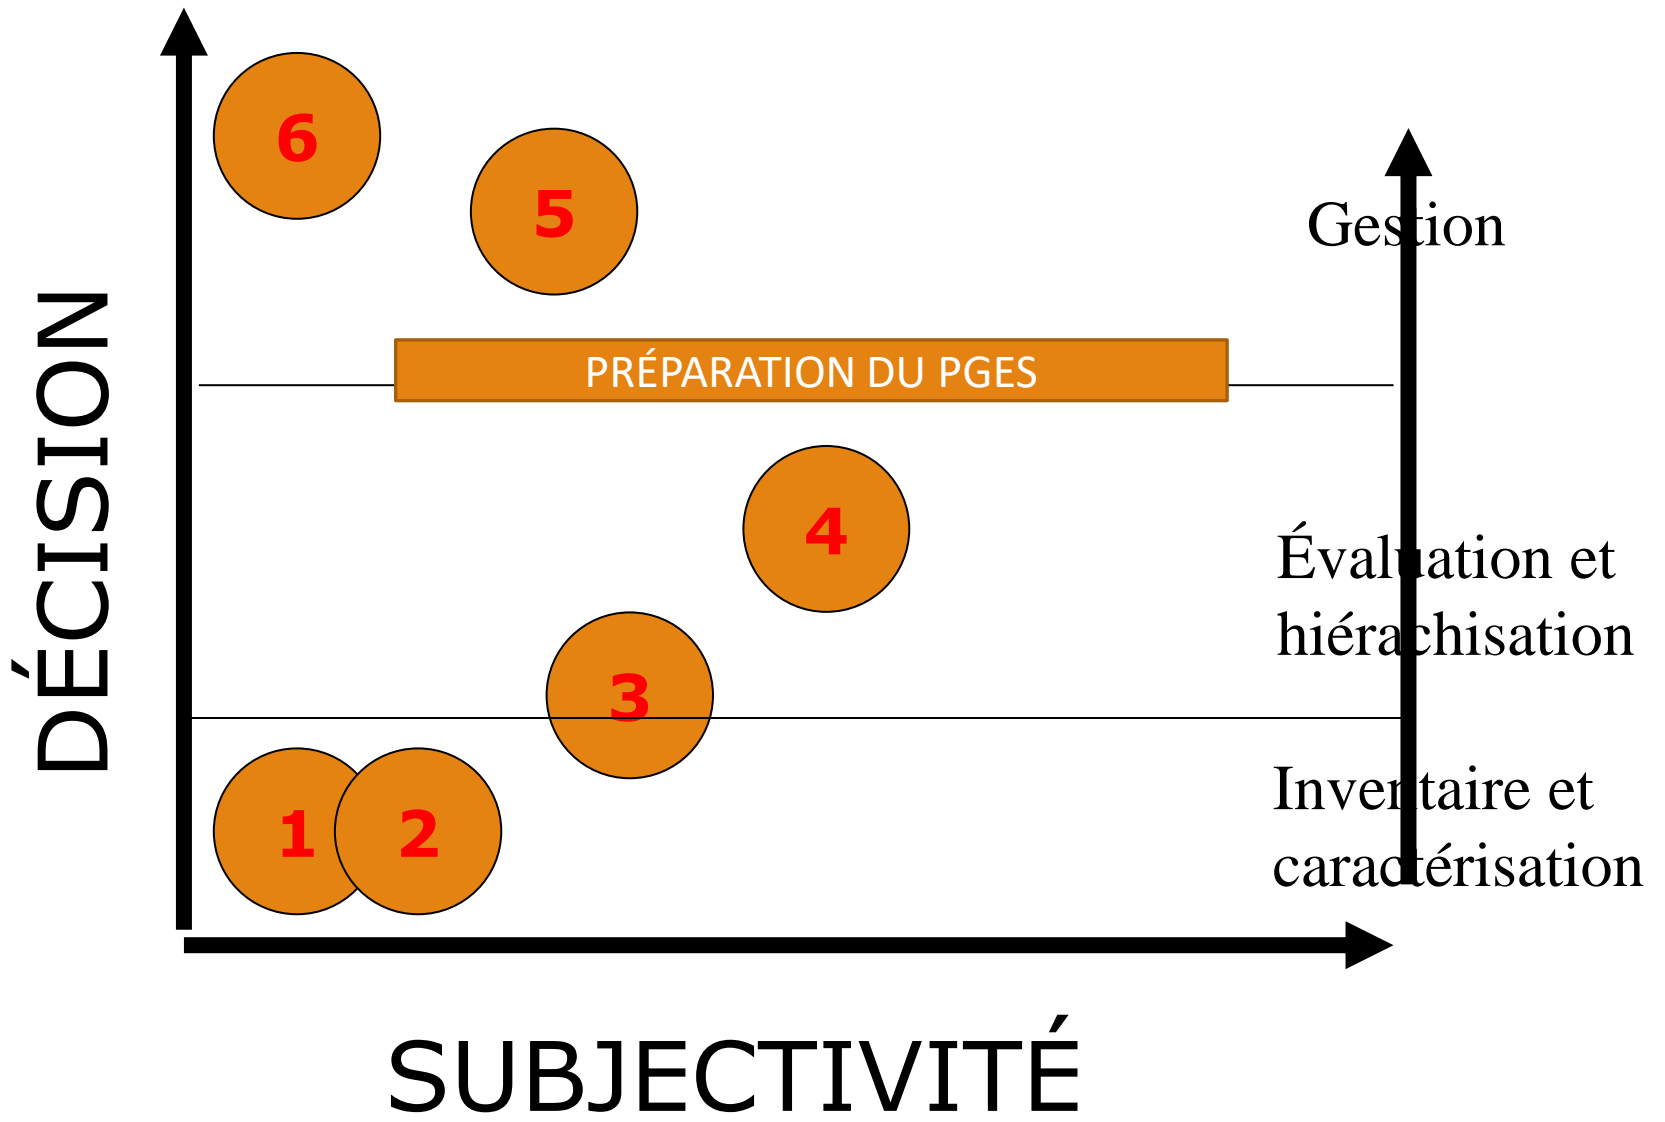 6
5
Gestion
DÉCISION
PRÉPARATION DU PGES
4
Évaluation et
hiérachisation
3
1
2
Inventaire et
caractérisation
SUBJECTIVITÉ